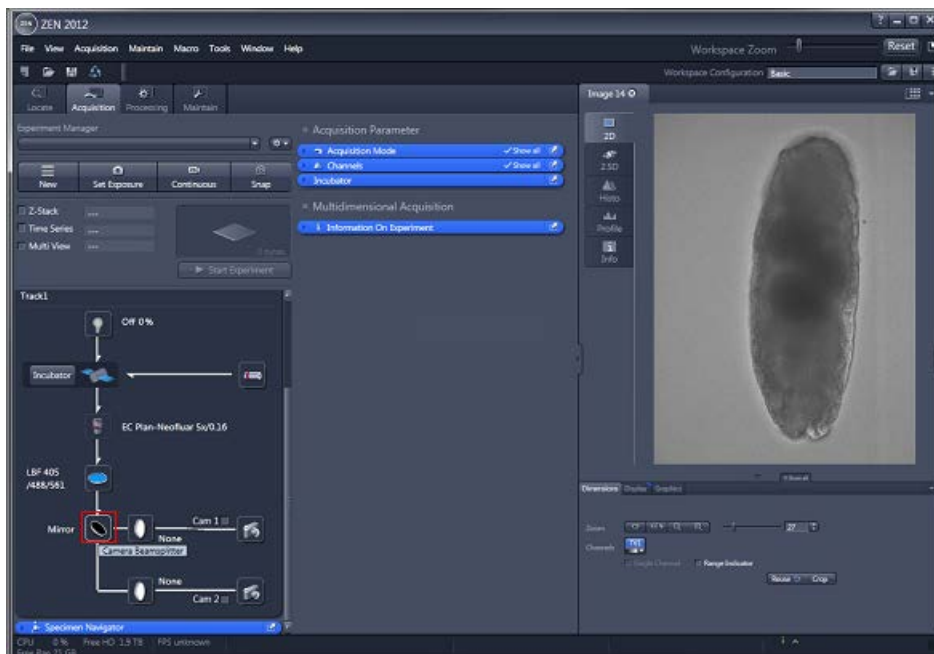 ZEN 2012
File View Acquisition Maintain Macro Tools Window Help
Workspace Zoom
Reset
Workspace Configuration Basic
Locate Acquisition Processing Maintain
Experiment Manager
New Set Exposure Continuous Snap
Z-Stack
Time Series
Multi View
Start Experiment
Acquisition Parameter
Acquisition Mode Show all
Channels Show all
Incubator
Multidimensional Acquisition
Information On Experiment
Track1
Off 0 %
Incubator
EC Plan-Neofluar 5x/0.16
LBF 405
/488/561
Mirror
Cam 1
None
Camera Beamsplitter
None
Cam 2
Specimen Navigator
CPU 0 % Free HD 1.9 TB FPS unknown
Image 14
2D
2.5D
Histo
Profile
Info
Dimensions Display Graphics
Zoom 27
Channels
Single Channel Range Indicator
Reuse Crop